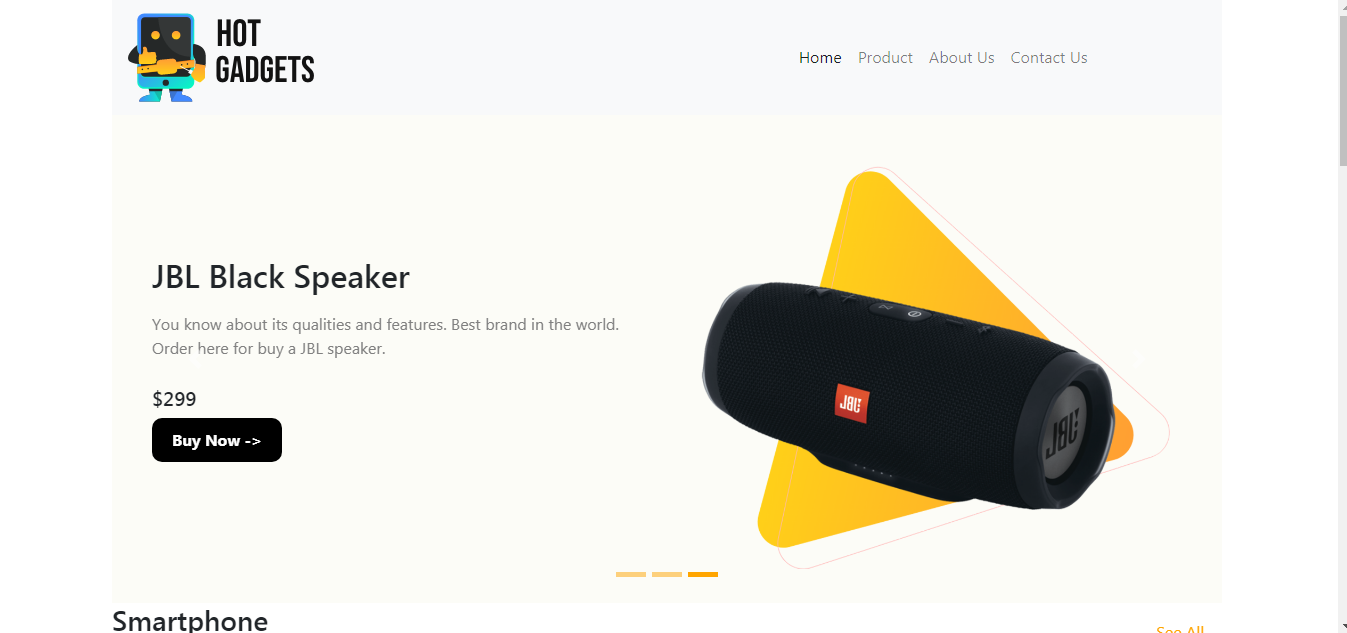 HOT
GADGETS
Home Product About Us Contact Us
JBL Black Speaker
You know about its qualities and features. Best brand in the world.
Order here for buy a JBL speaker.
$299
Buy Now ->
JBL
JBL
Smartphone
See All